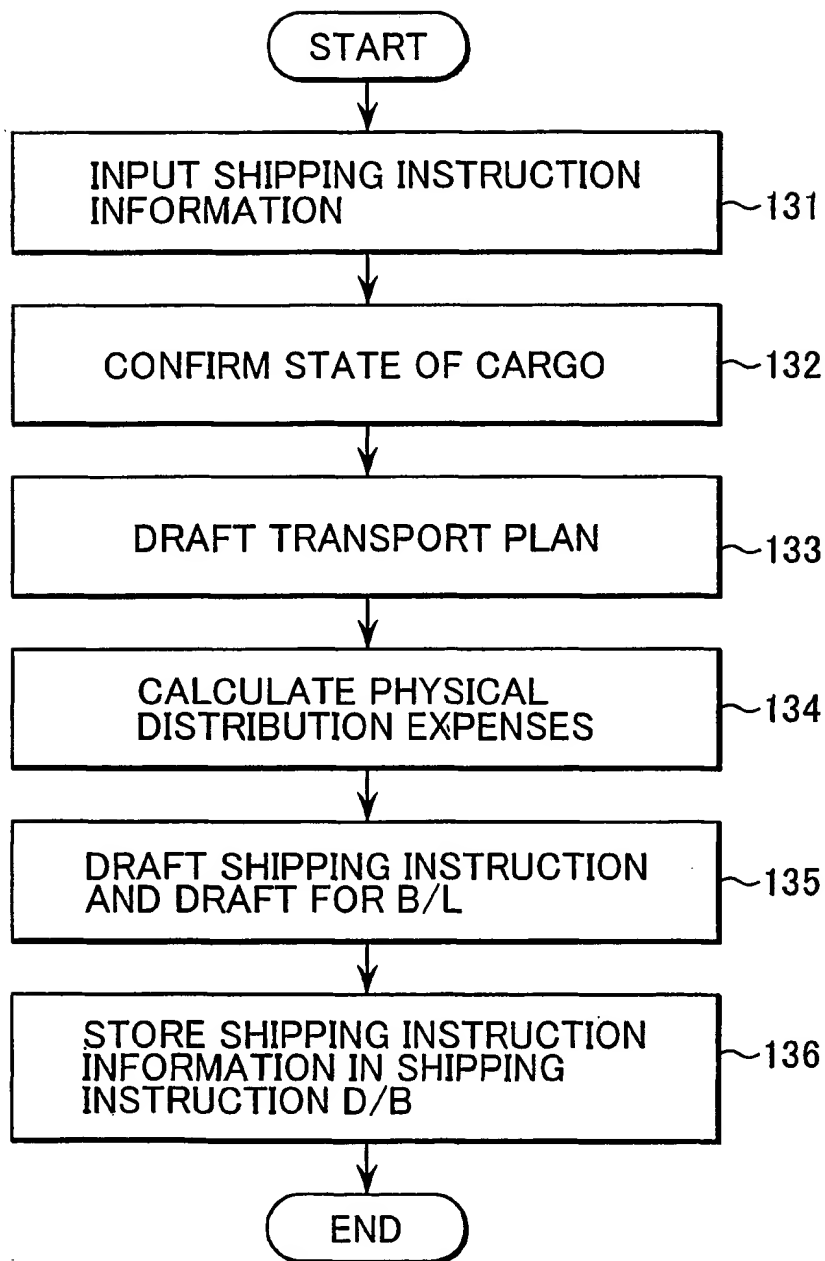 START
INPUT SHIPPING INSTRUCTION
INFORMATION
131
CONFIRM STATE OF CARGO
132
DRAFT TRANSPORT PLAN
133
CALCULATE PHYSICAL
DISTRIBUTION EXPENSES
134
DRAFT SHIPPING INSTRUCTION
AND DRAFT FOR B/L
135
STORE SHIPPING INSTRUCTION
INFORMATION IN SHIPPING
INSTRUCTION D/B
136
END